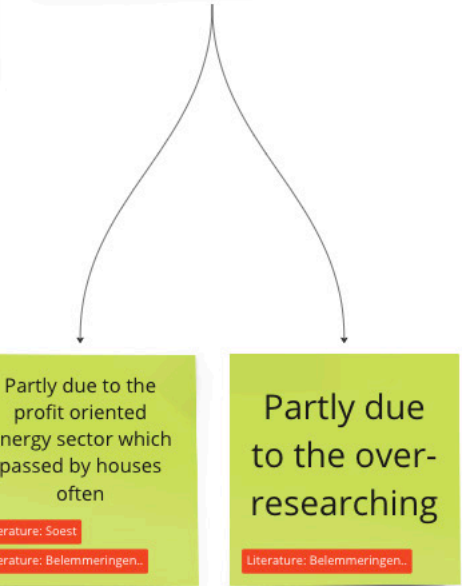 Partly due to the
profit oriented
nergy sector which
passed by houses
often
erature: Soest
erature: Belemmeringen..
Partly due
to the over-
researching
Literature: Belemmeringen..